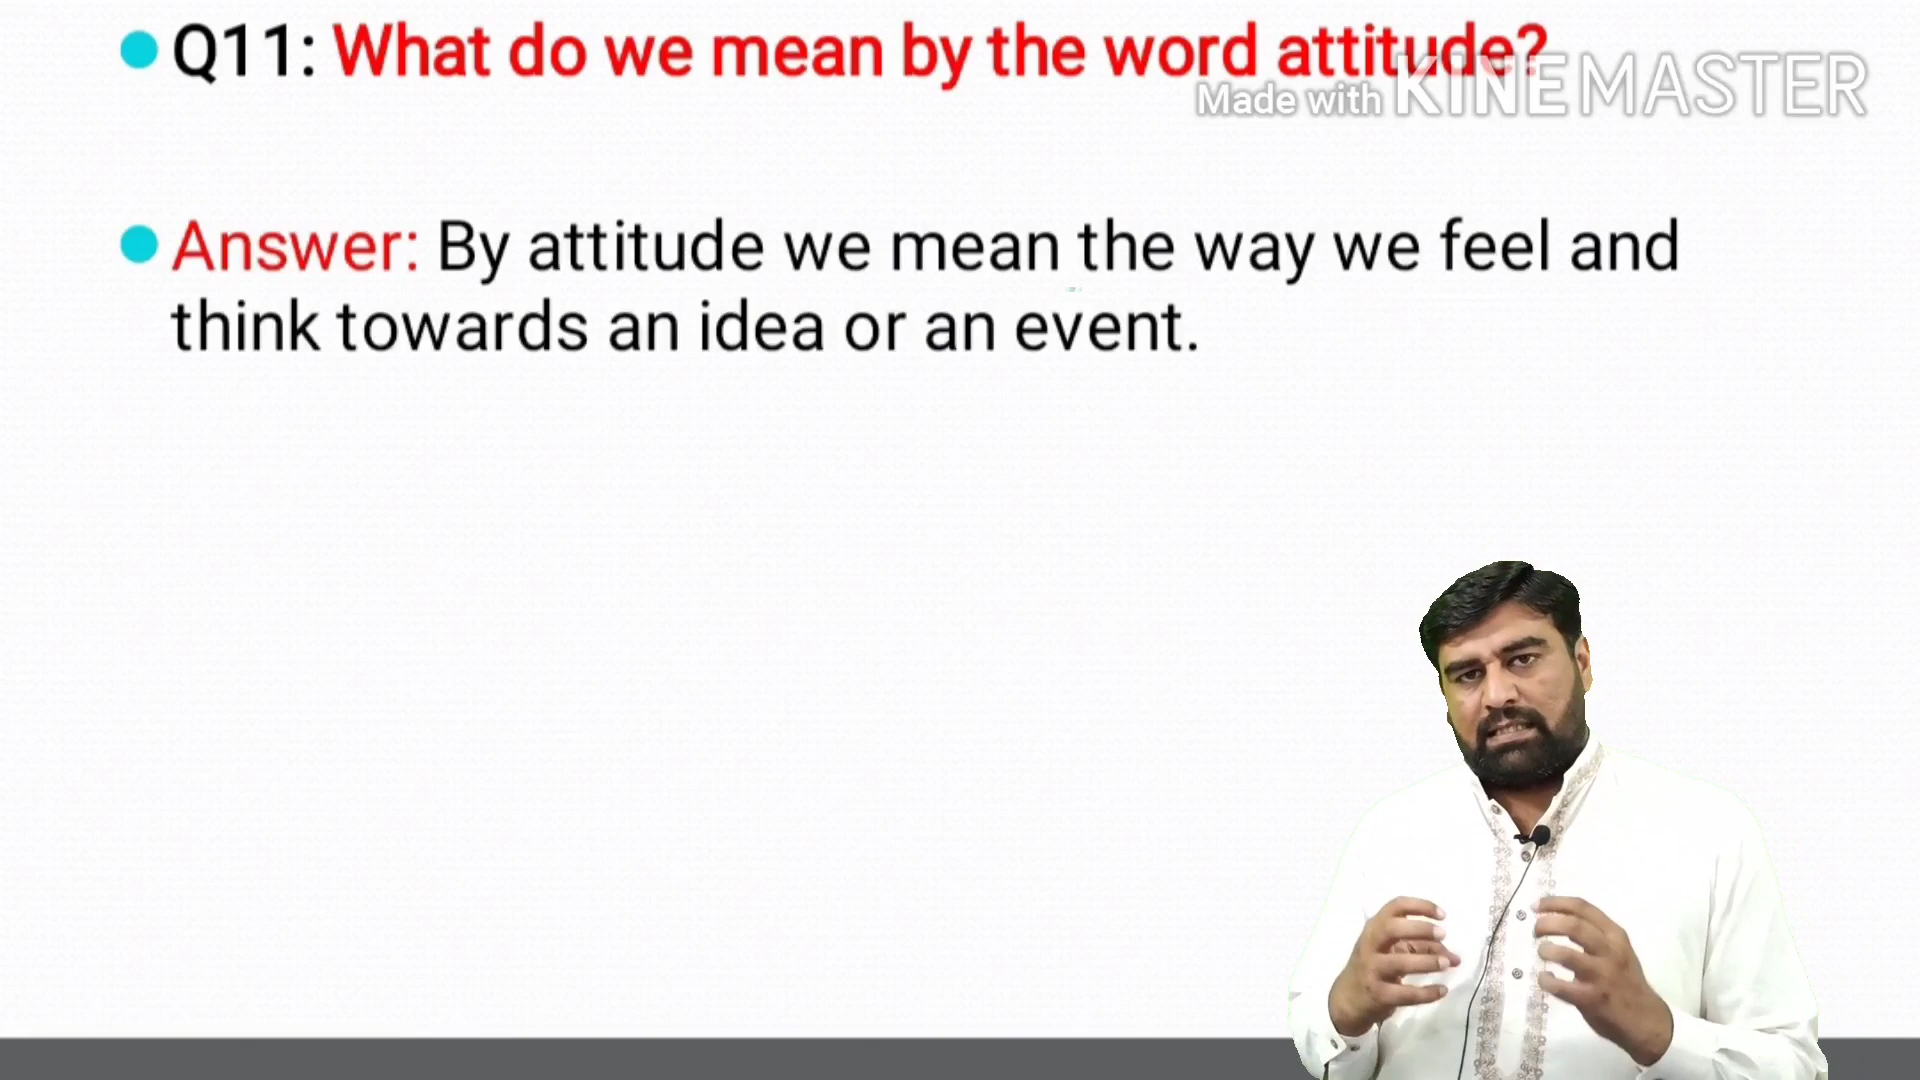 Q11: What do we mean by the word attitude?
Made with KINEMASTER
Answer: By attitude we mean the way we feel and
think towards an idea or an event.